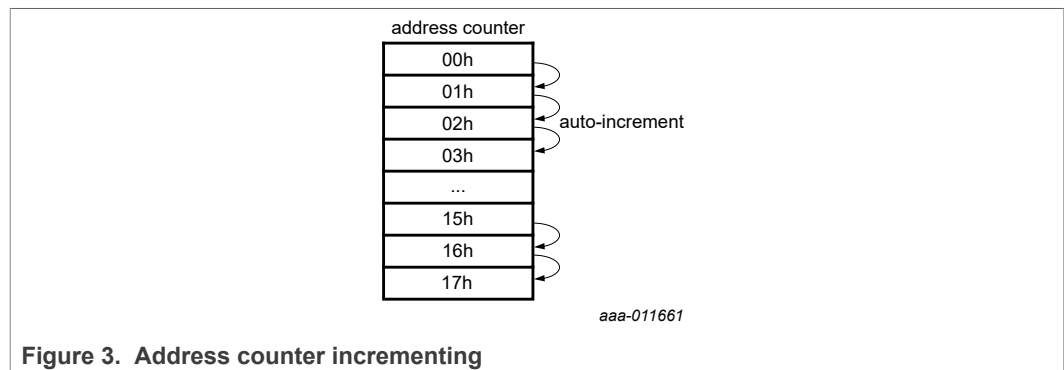 address counter
00h
01h
02h
auto-increment
03h
...
15h
16h
17h
aaa-011661
Figure 3. Address counter incrementing